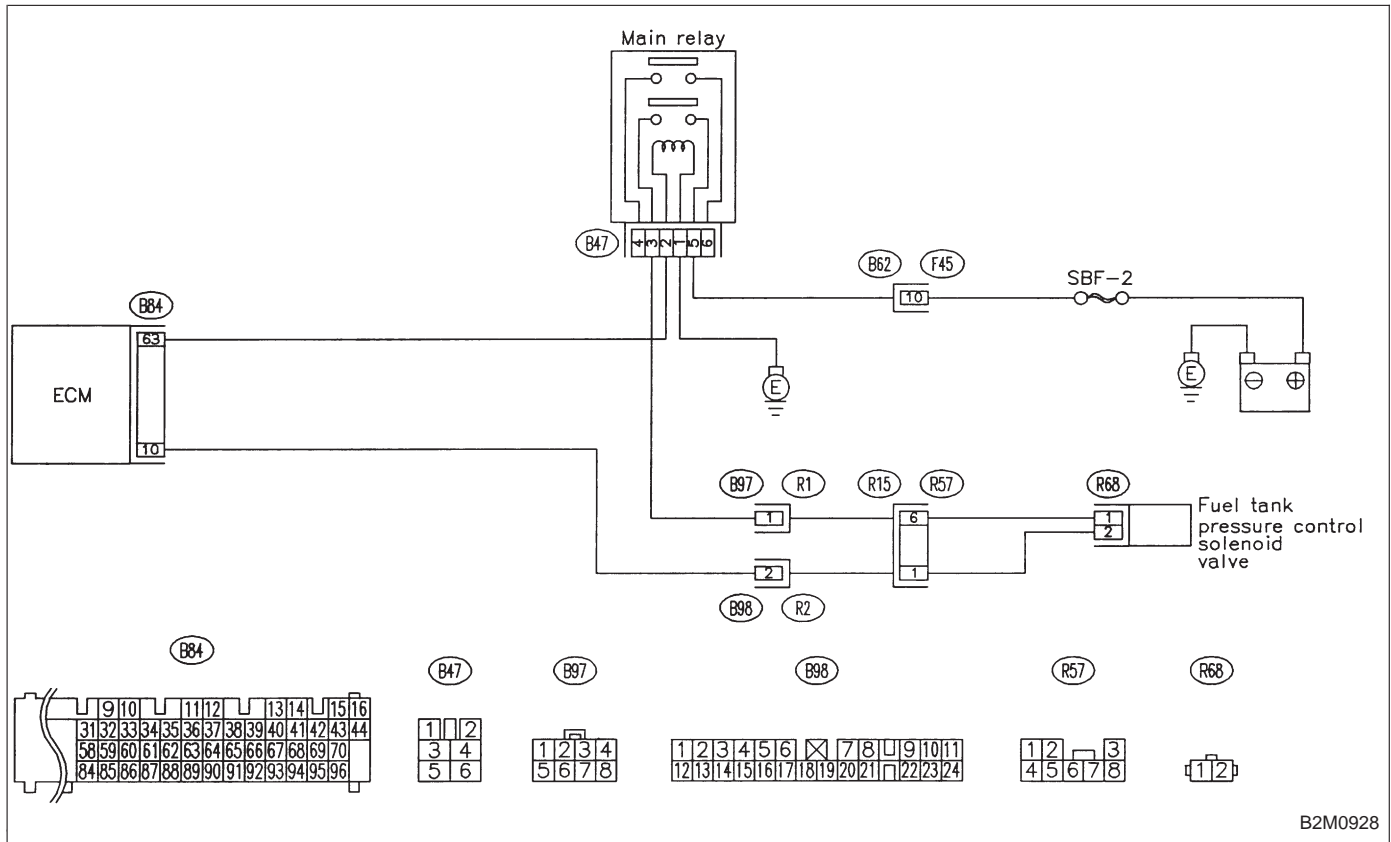 Main relay
B47
4 3 2 1 5 6
B62 F45
10
SBF-2
B84
63
ECM
10
E
E
⊖ ⊕
B97 R1
1
R15 R57
6
1
R68
1
2
Fuel tank
pressure control
solenoid
valve
2
B98 R2
B84
9 10 11 12 13 14 15 16
31 32 33 34 35 36 37 38 39 40 41 42 43 44
58 59 60 61 62 63 64 65 66 67 68 69 70
84 85 86 87 88 89 90 91 92 93 94 95 96
B47
1 2
3 4
5 6
B97
1 2 3 4
5 6 7 8
B98
1 2 3 4 5 6 7 8 9 10 11
12 13 14 15 16 17 18 19 20 21 22 23 24
R57
1 2 3
4 5 6 7 8
R68
1 2
B2M0928